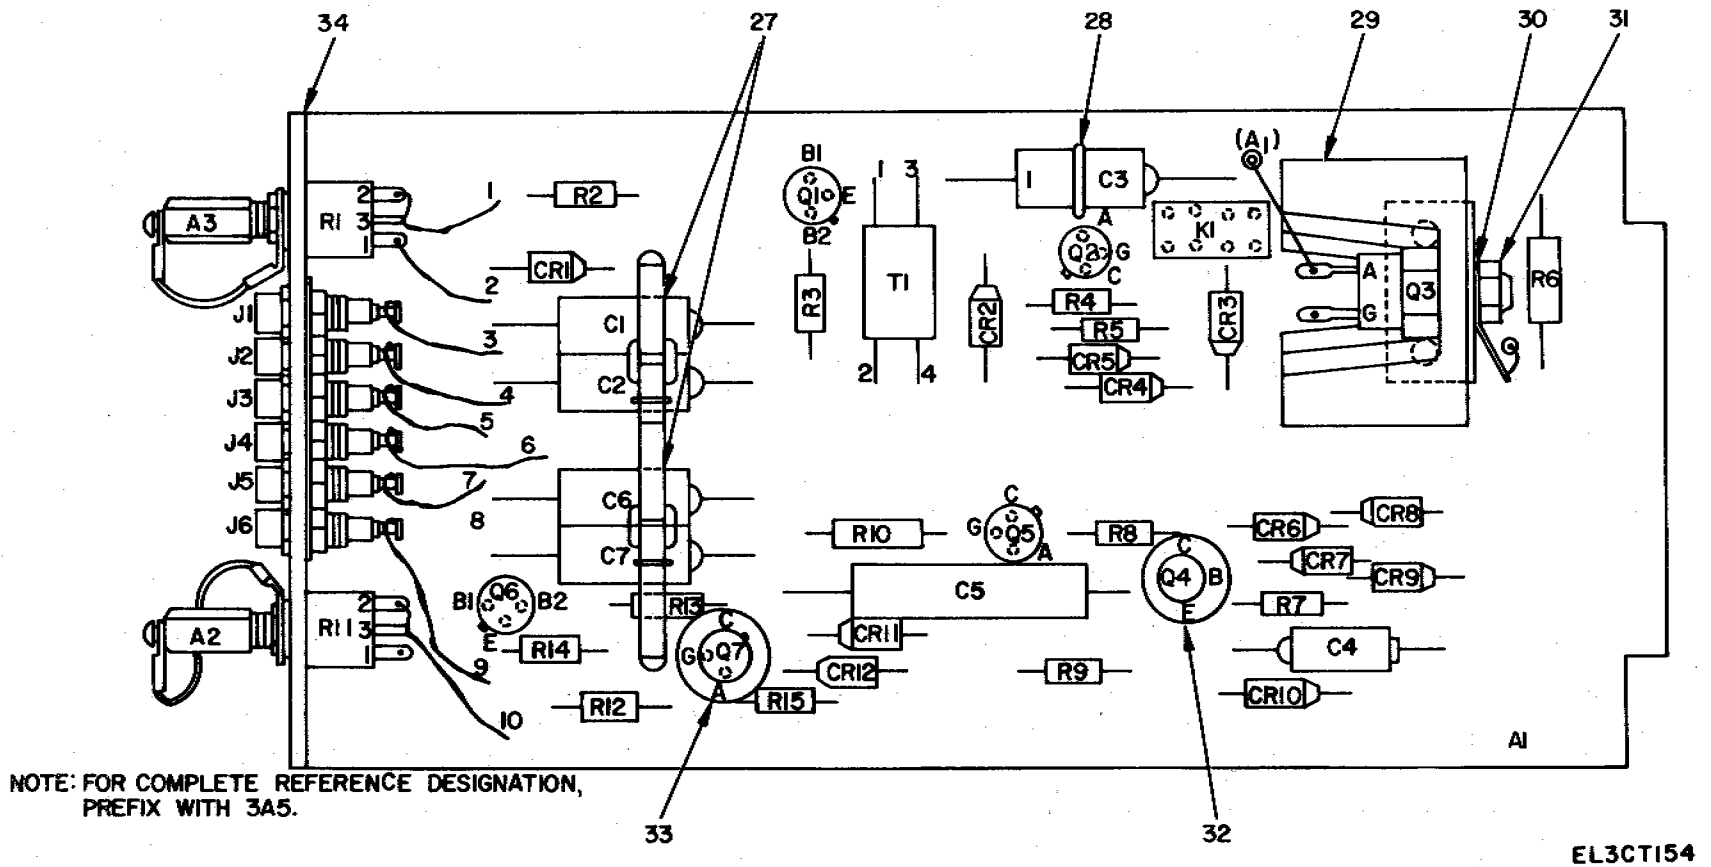 34
27
28
29
30
31
B1
Q1
E
B2
1 3
T1
2 4
1 C3
A
Q2
G
C
K1
(A1)
A
G
Q3
R6
A3
2
R1 3
1
1
2
R2
CR1
R3
CR2
R4
R5
CR5
CR4
CR3
J1
J2
J3
J4
J5
J6
3
4
5
6
7
8
C1
C2
C6
C7
A2
2
R11 3
1
9
10
B1 Q6 B2
E
R13
R14
R12
C
G Q7
A
R15
R10
C
G Q5
A
R8
C5
CR11
CR12
R9
C
Q4 B
E
CR6
CR8
CR7
CR9
R7
C4
CR10
A1
NOTE: FOR COMPLETE REFERENCE DESIGNATION,
PREFIX WITH 3A5.
33
32
EL3CT154